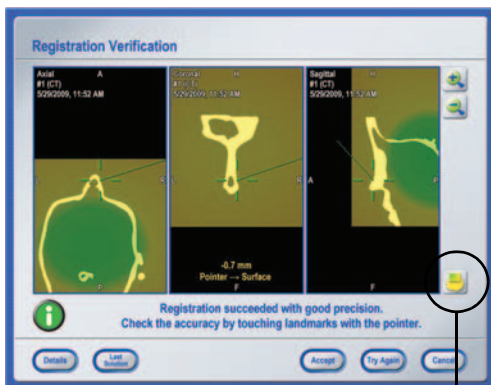 Registration Verification
Axial A
#1 (CT)
5/29/2009, 11:52 AM
L
R
P
Coronal H
#1 (CT)
5/29/2009, 11:52 AM
L
R
-0.7 mm
Pointer → Surface
F
Sagittal H
#1 (CT)
5/29/2009, 11:52 AM
A
P
F
Registration succeeded with good precision.
Check the accuracy by touching landmarks with the pointer.
Details
Last
Solution
Accept
Try Again
Cancel